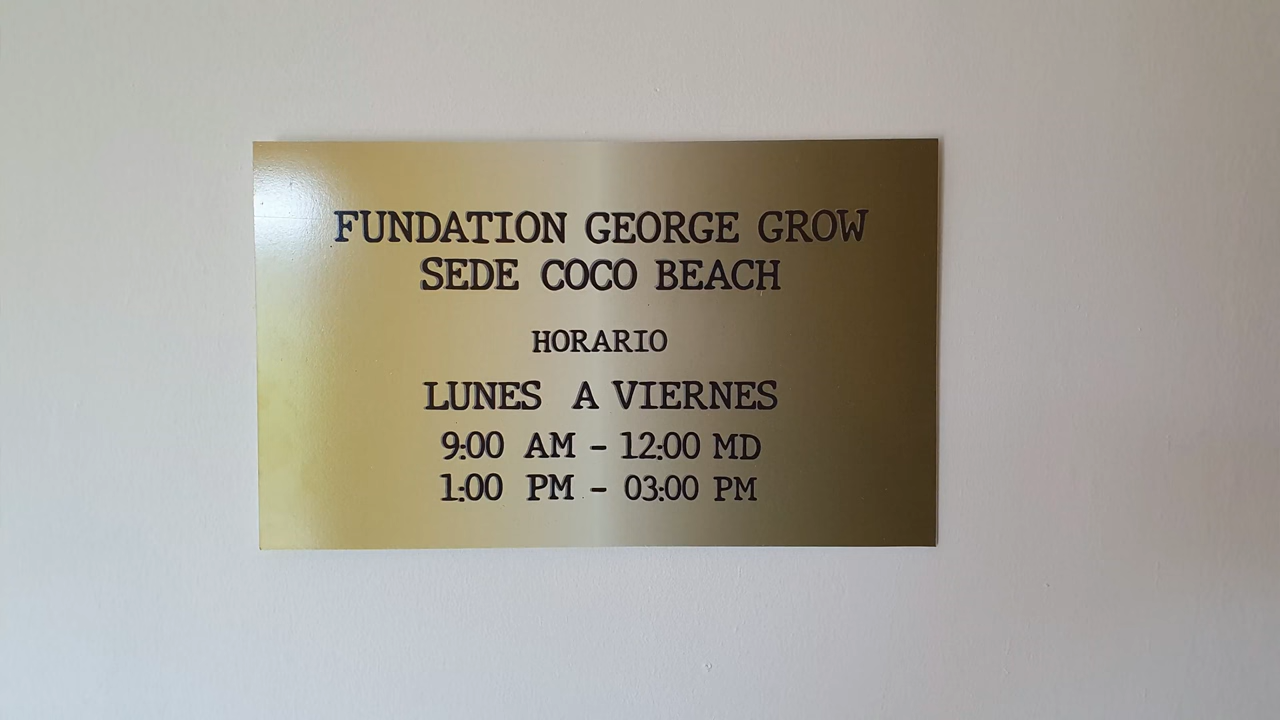 FUNDATION GEORGE GROW
SEDE COCO BEACH
HORARIO
LUNES A VIERNES
9:00 AM - 12:00 MD
1:00 PM - 03:00 PM